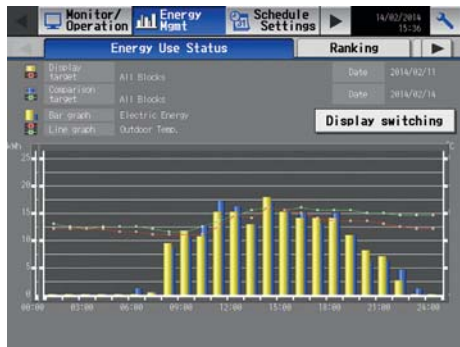 Monitor/ Operation
Energy Mgmt
Schedule Settings
14/02/2014 15:36
Energy Use Status
Ranking
Display target
All Blocks
Date 2014/02/11
Comparison target
All Blocks
Date 2014/02/14
Bar graph
Electric Energy
Line graph
Outdoor Temp.
Display switching
kWh
°C
25
20
15
10
5
0
00:00 03:00 06:00 09:00 12:00 15:00 18:00 21:00 24:00